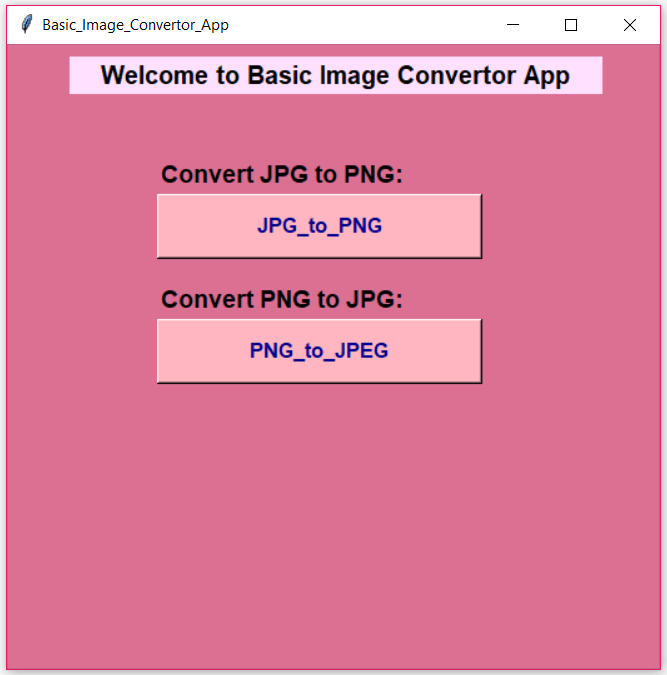 Basic_Image_Convertor_App
Welcome to Basic Image Convertor App
Convert JPG to PNG:
JPG_to_PNG
Convert PNG to JPG:
PNG_to_JPEG